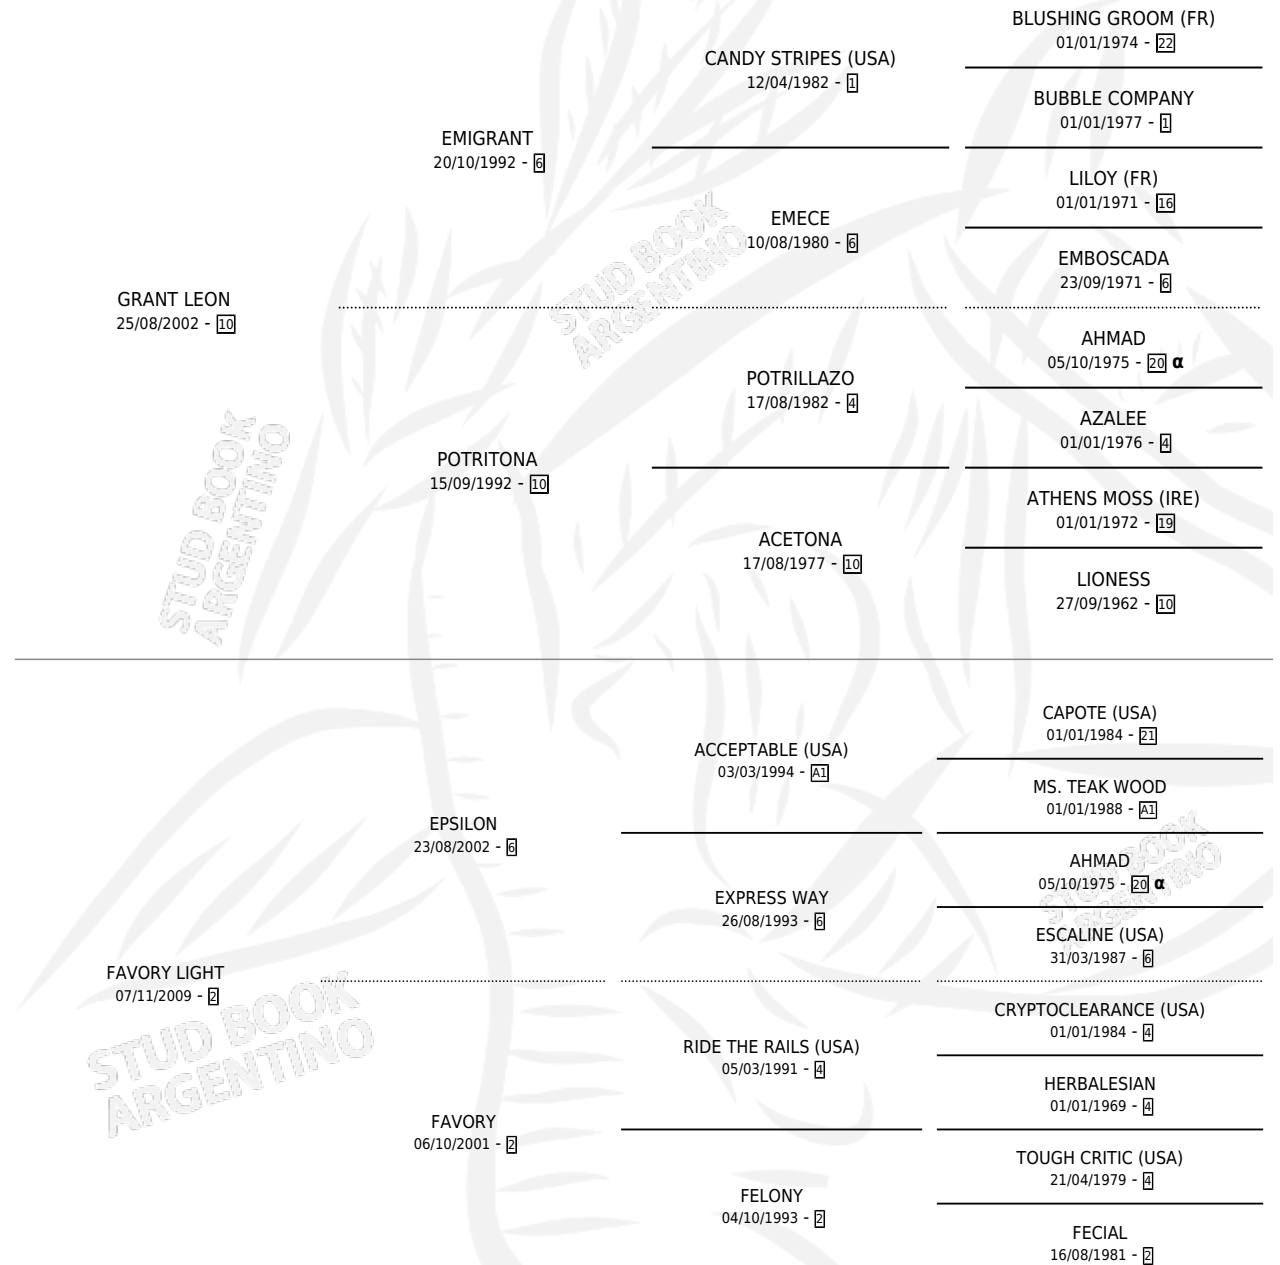 BLUSHING GROOM (FR)
01/01/1974 - 22
CANDY STRIPES (USA)
12/04/1982 - 1
BUBBLE COMPANY
01/01/1977 - 1
EMIGRANT
20/10/1992 - 6
LILOY (FR)
01/01/1971 - 16
EMECE
10/08/1980 - 6
EMBOSCADA
23/09/1971 - 6
GRANT LEON
25/08/2002 - 10
AHMAD
05/10/1975 - 20 α
POTRILLAZO
17/08/1982 - 4
AZALEE
01/01/1976 - 4
POTRITONA
15/09/1992 - 10
ATHENS MOSS (IRE)
01/01/1972 - 19
ACETONA
17/08/1977 - 10
LIONESS
27/09/1962 - 10
CAPOTE (USA)
01/01/1984 - 21
ACCEPTABLE (USA)
03/03/1994 - A1
MS. TEAK WOOD
01/01/1988 - A1
EPSILON
23/08/2002 - 6
AHMAD
05/10/1975 - 20 α
EXPRESS WAY
26/08/1993 - 6
ESCALINE (USA)
31/03/1987 - 6
FAVORY LIGHT
07/11/2009 - 2
CRYPTOCLEARANCE (USA)
01/01/1984 - 4
RIDE THE RAILS (USA)
05/03/1991 - 4
HERBALESIAN
01/01/1969 - 4
FAVORY
06/10/2001 - 2
TOUGH CRITIC (USA)
21/04/1979 - 4
FELONY
04/10/1993 - 2
FECIAL
16/08/1981 - 2
STUD BOOK
ARGENTINO
STUD BOOK
ARGENTINO
STUD BOOK
ARGENTINO
STUD BOOK
ARGENTINO